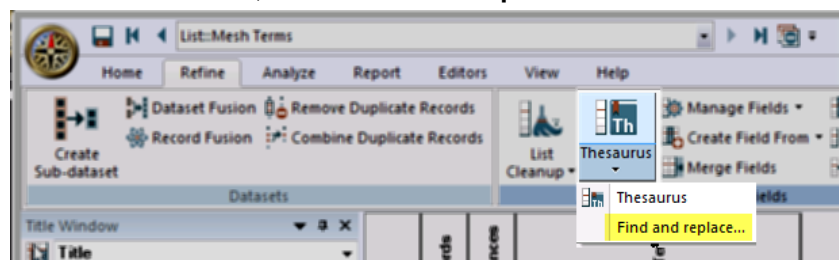 List::Mesh Terms
Home Refine Analyze Report Editors View Help
Dataset Fusion Remove Duplicate Records Manage Fields
Record Fusion Combine Duplicate Records Create Field From
Create Sub-dataset
List Cleanup
Th
Thesaurus
Merge Fields
Datasets
Thesaurus
Find and replace...
Title Window
Title